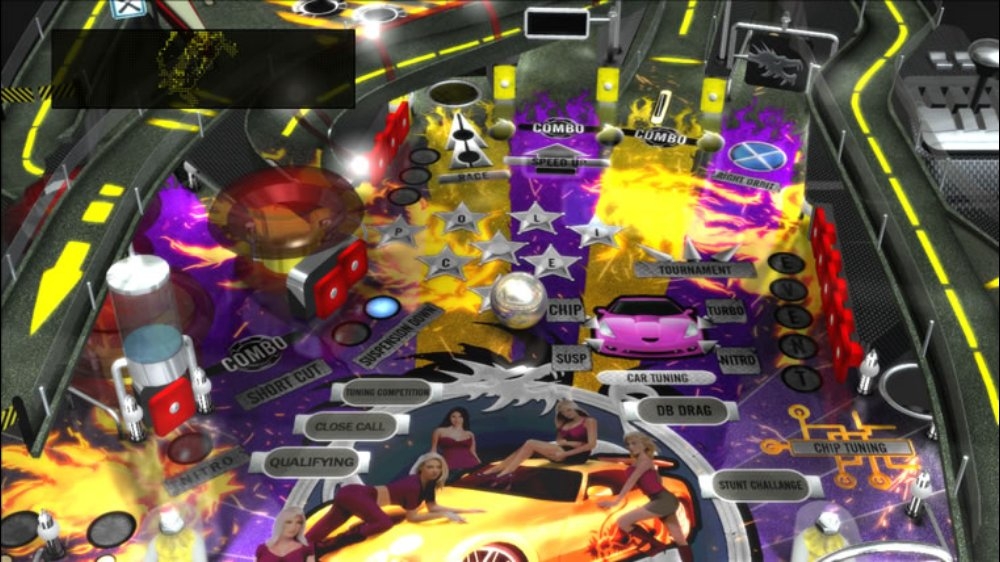 COMBO
COMBO
SPEED UP
RACE
RIGHT ORBIT
P
O
L
I
C
E
TOURNAMENT
E
V
E
N
T
CHIP
TURBO
SUSPENSION DOWN
COMBO
SUSP
NITRO
SHORT CUT
CAR TUNING
TUNING COMPETITION
DB DRAG
CLOSE CALL
CHIP TUNING
QUALIFYING
NITRO
STUNT CHALLANGE